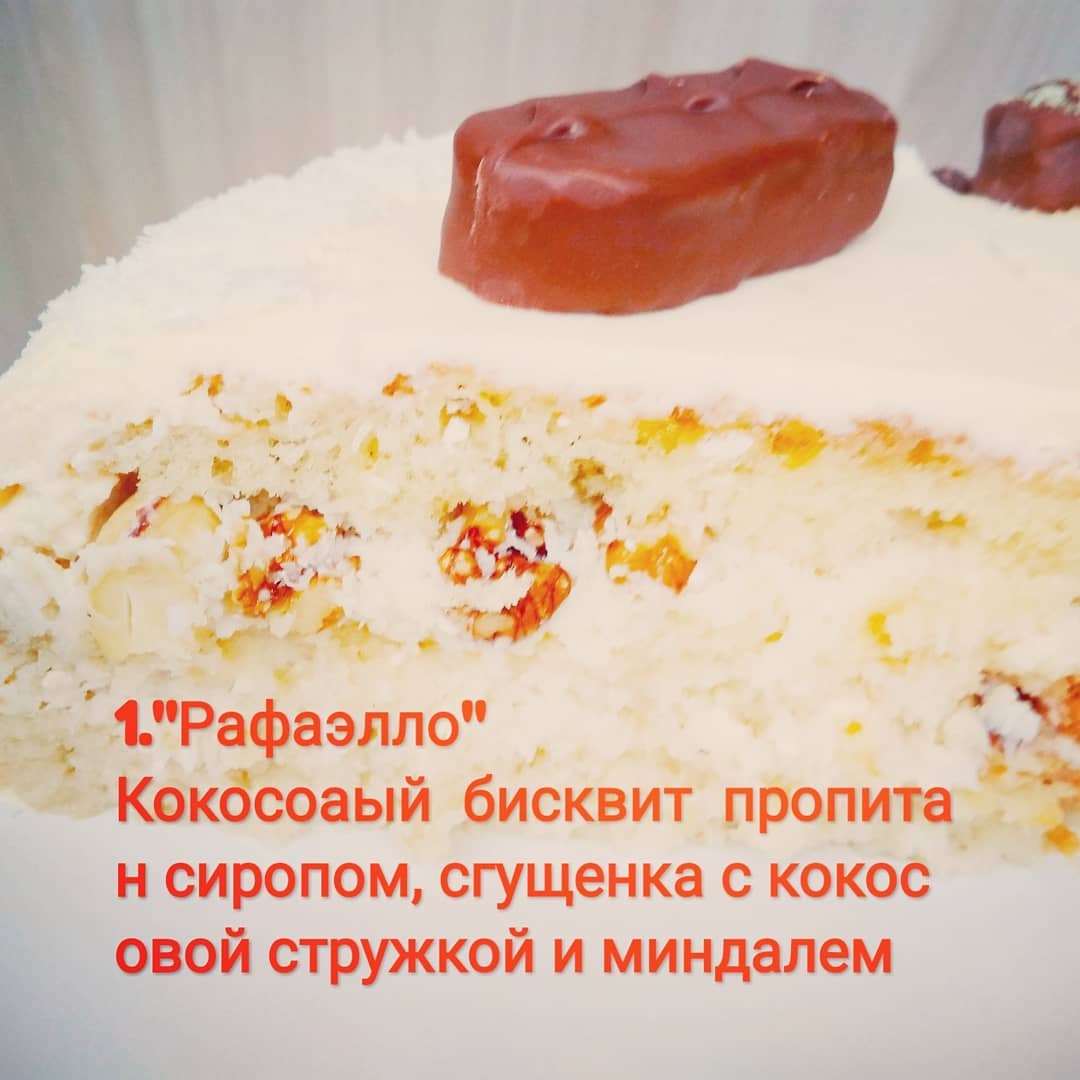 1."Рафаэлло"
Кокосоаый бисквит пропита
н сиропом, сгущенка с кокос
овой стружкой и миндалем